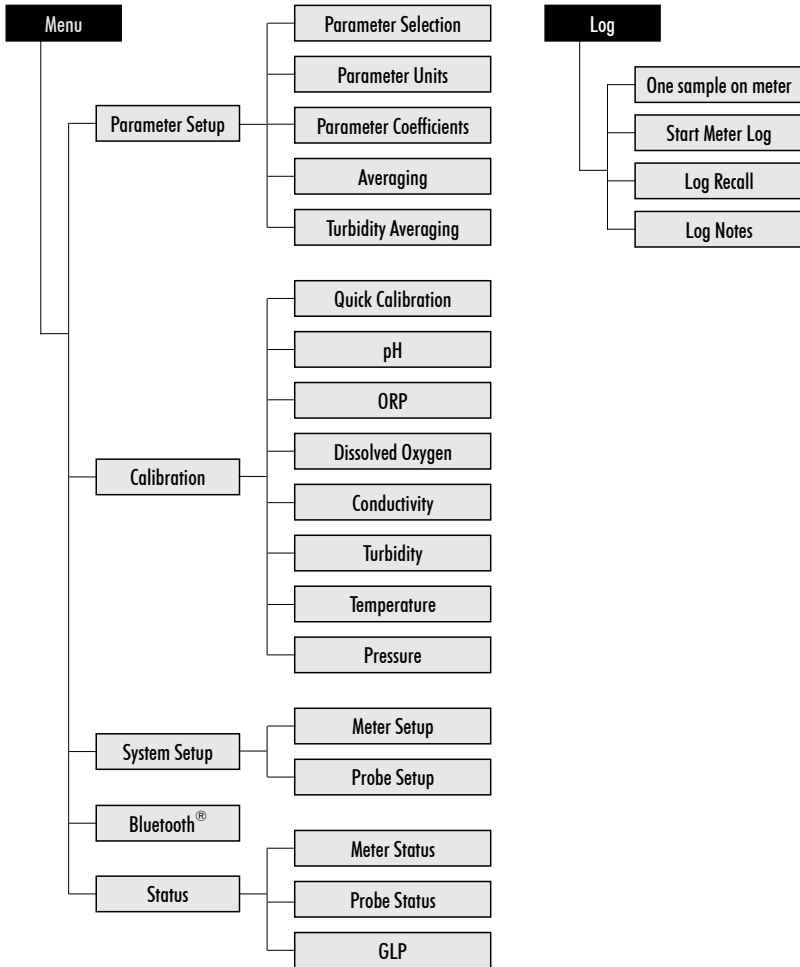 Menu
Parameter Setup
Parameter Selection
Parameter Units
Parameter Coefficients
Averaging
Turbidity Averaging
Calibration
Quick Calibration
pH
ORP
Dissolved Oxygen
Conductivity
Turbidity
Temperature
Pressure
System Setup
Meter Setup
Probe Setup
Bluetooth®
Status
Meter Status
Probe Status
GLP
Log
One sample on meter
Start Meter Log
Log Recall
Log Notes